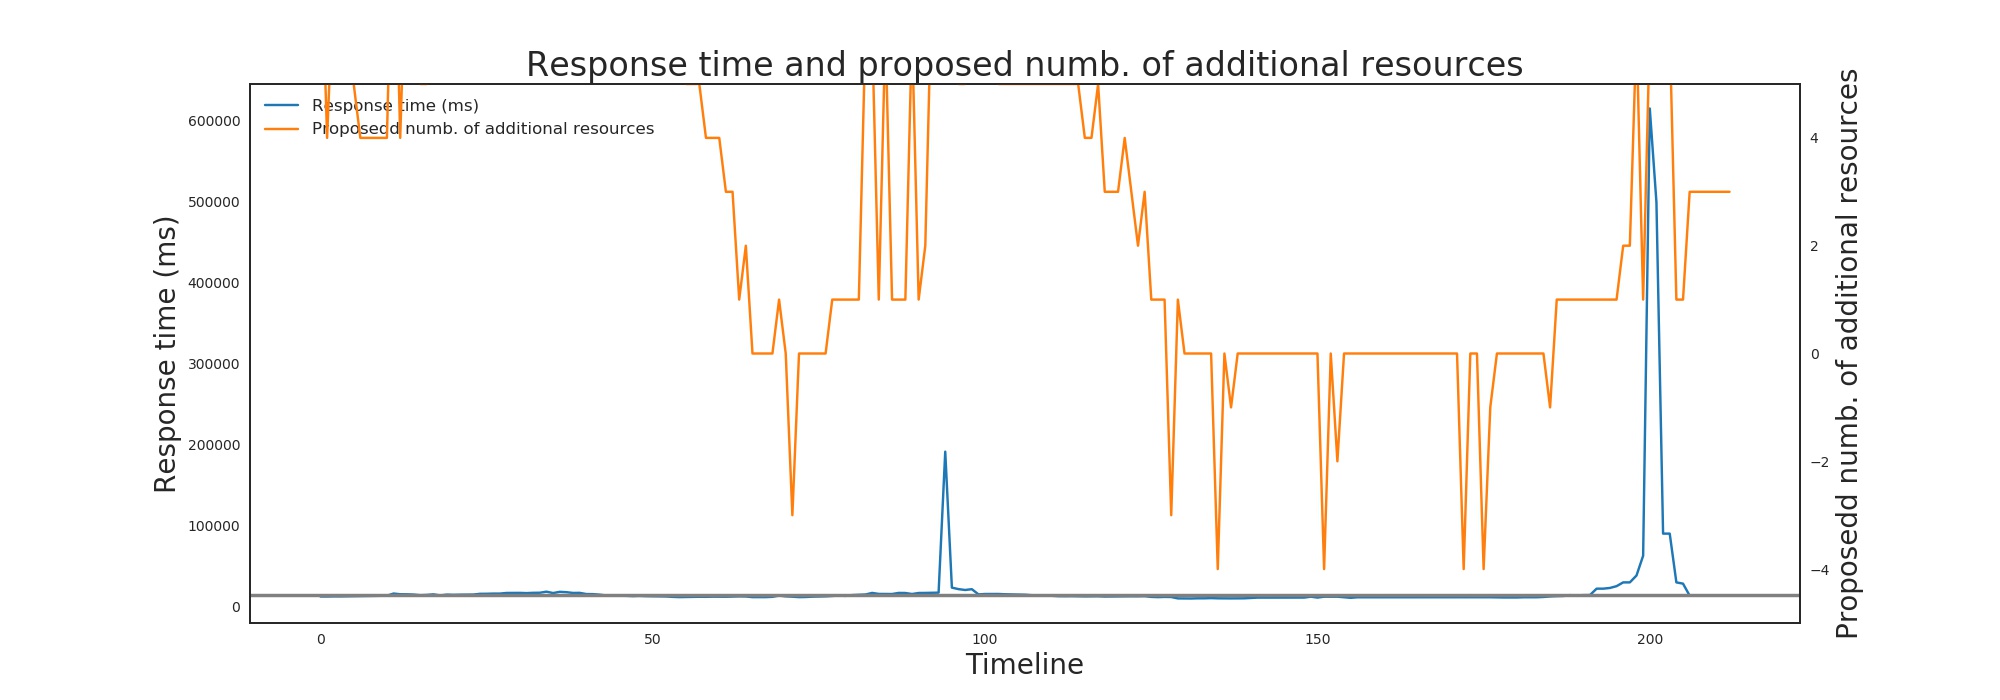 Response time and proposed numb. of additional resources
Response time (ms)
Proposedd numb. of additional resources
Response time (ms)
600000
500000
400000
300000
200000
100000
0
4
2
0
−2
−4
Proposedd numb. of additional resources
0
50
100
150
200
Timeline